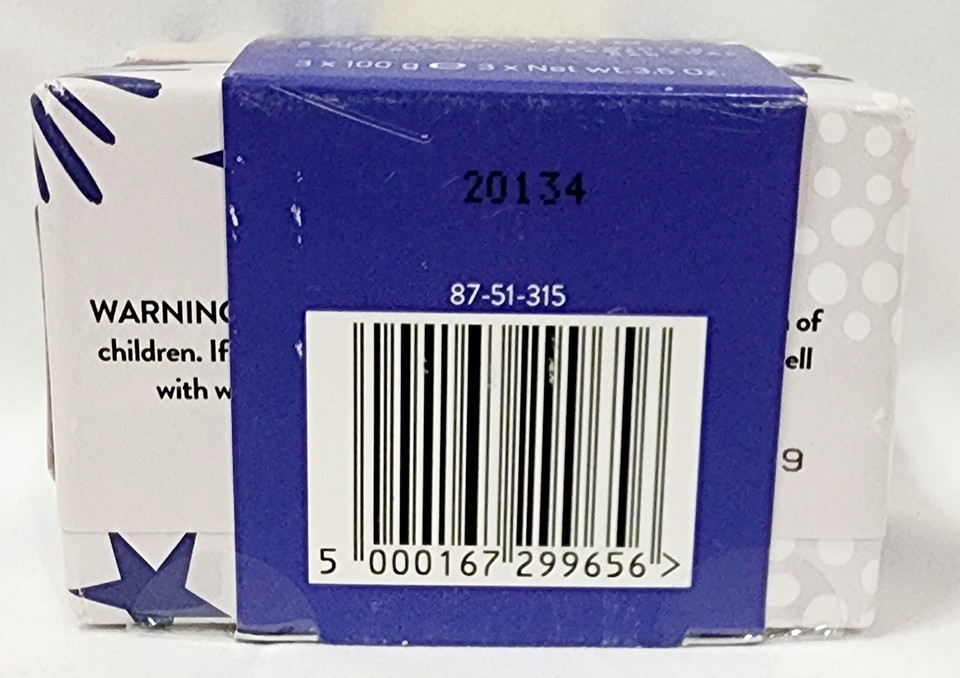 3 x 100 g ℮ 3 x Net wt. 3.5 Oz.
20134
87-51-315
WARNING
children. If
with w
of
ell
9
5 000167 299656 >